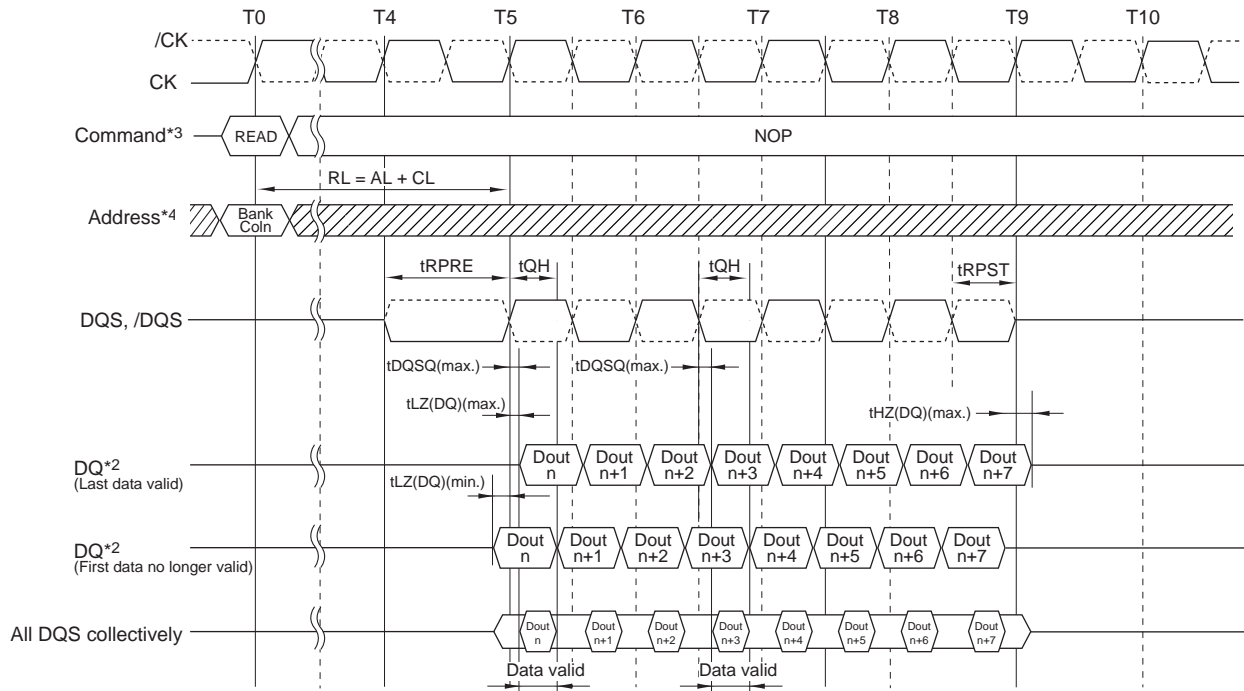 T0 T4 T5 T6 T7 T8 T9 T10
/CK
CK
Command*3 READ NOP
RL = AL + CL
Address*4 Bank
Coln
tRPRE tQH tQH tRPST
DQS, /DQS
tDQSQ(max.) tDQSQ(max.)
tLZ(DQ)(max.) tHZ(DQ)(max.)
DQ*2
(Last data valid)
Dout
n
Dout
n+1
Dout
n+2
Dout
n+3
Dout
n+4
Dout
n+5
Dout
n+6
Dout
n+7
tLZ(DQ)(min.)
DQ*2
(First data no longer valid)
Dout
n
Dout
n+1
Dout
n+2
Dout
n+3
Dout
n+4
Dout
n+5
Dout
n+6
Dout
n+7
All DQS collectively
Dout
n
Dout
n+1
Dout
n+2
Dout
n+3
Dout
n+4
Dout
n+5
Dout
n+6
Dout
n+7
Data valid Data valid